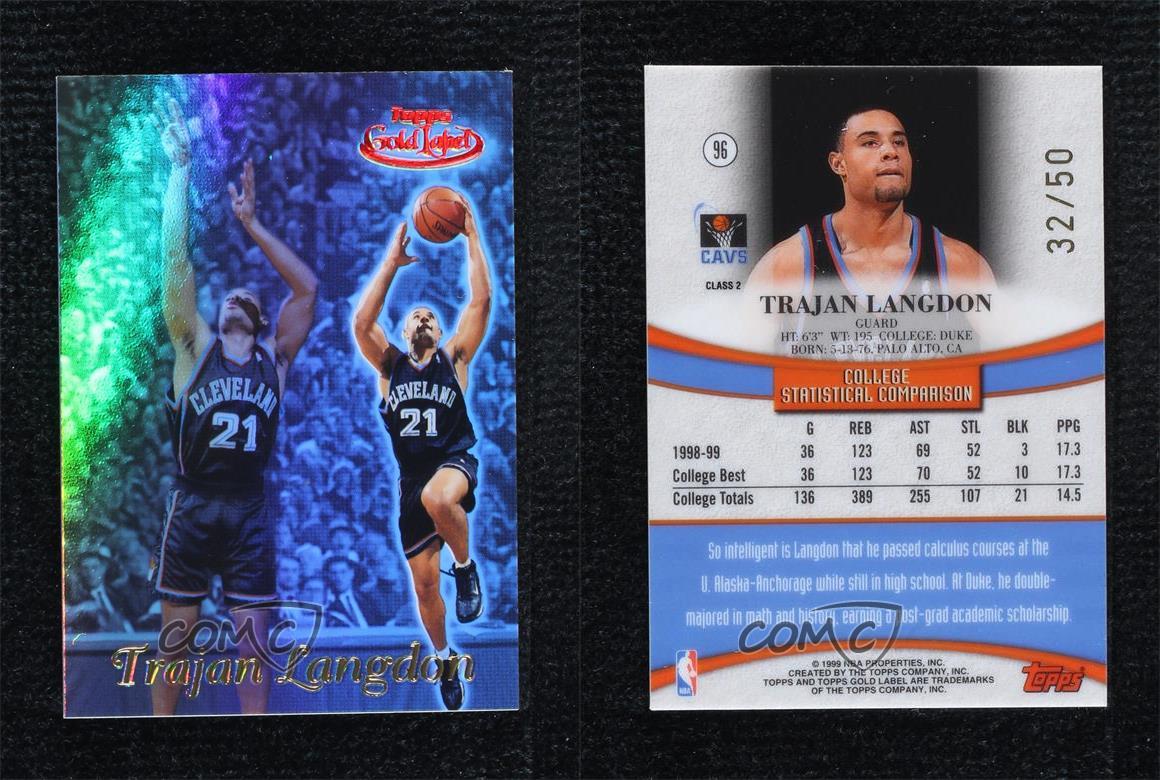 Topps
Gold Label
CLEVELAND
21
CLEVELAND
21
Trajan Langdon
COMC
96
32/50
CAVS
CLASS 2
TRAJAN LANGDON
GUARD
HT: 6'3" WT: 195 COLLEGE: DUKE
BORN: 5-13-76, PALO ALTO, CA
COLLEGE
STATISTICAL COMPARISON
G REB AST STL BLK PPG
1998-99 36 123 69 52 3 17.3
College Best 36 123 70 52 10 17.3
College Totals 136 389 255 107 21 14.5
So intelligent is Langdon that he passed calculus courses at the
U. Alaska-Anchorage while still in high school. At Duke, he double-
majored in math and history, earning a post-grad academic scholarship.
COMC
NBA
© 1999 NBA PROPERTIES, INC.
CREATED BY THE TOPPS COMPANY, INC.
TOPPS AND TOPPS GOLD LABEL ARE TRADEMARKS
OF THE TOPPS COMPANY, INC.
Topps